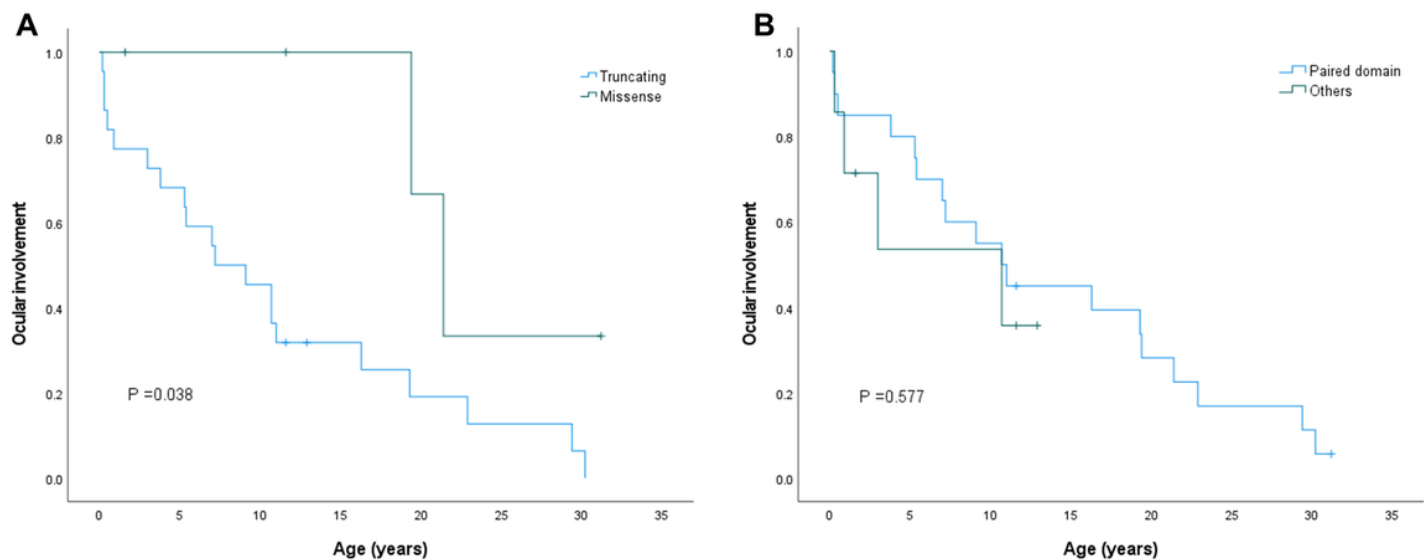 A
Ocular involvement
1.0
0.8
0.6
0.4
0.2
0.0
Truncating
Missense
P =0.038
0 5 10 15 20 25 30 35
Age (years)
B
Ocular involvement
1.0
0.8
0.6
0.4
0.2
0.0
Paired domain
Others
P =0.577
0 5 10 15 20 25 30 35
Age (years)